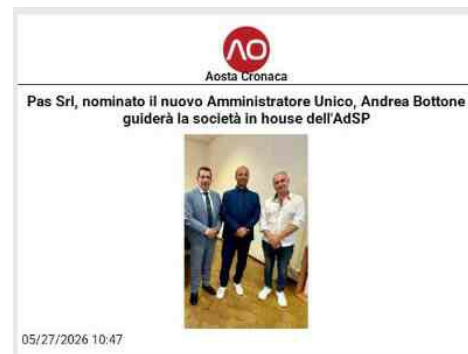 AO
Aosta Cronaca
Pas Srl, nominato il nuovo Amministratore Unico, Andrea Bottone
guiderà la società in house dell'AdSP
05/27/2026 10:47